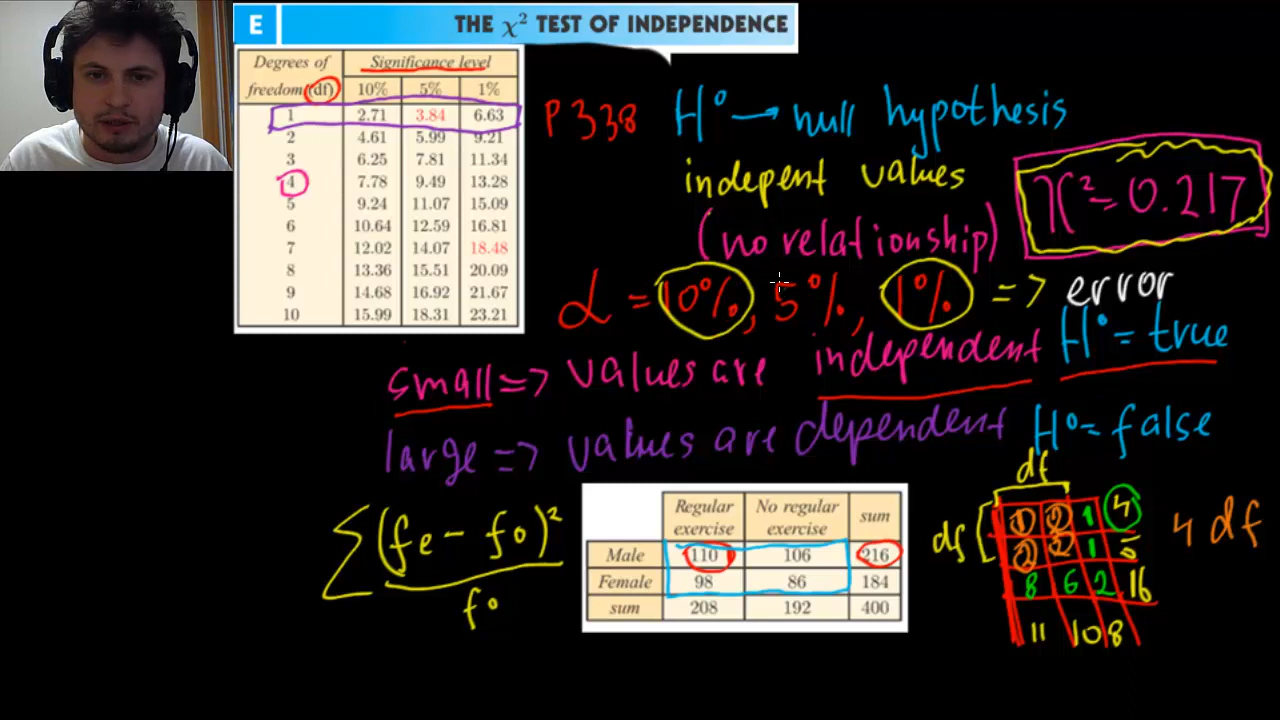 E THE χ² TEST OF INDEPENDENCE
Degrees of freedom (df) Significance level
10% 5% 1%
1 2.71 3.84 6.63
2 4.61 5.99 9.21
3 6.25 7.81 11.34
4 7.78 9.49 13.28
5 9.24 11.07 15.09
6 10.64 12.59 16.81
7 12.02 14.07 18.48
8 13.36 15.51 20.09
9 14.68 16.92 21.67
10 15.99 18.31 23.21
P 338 H° → null hypothesis
indepent values
(no relationship)
χ² = 0.217
α = 10%, 5%, 1% => error
small => values are independent H° = true
large => values are dependent H° = false
Σ (fe - fo)² / fo
Regular exercise No regular exercise sum
Male 110 106 216
Female 98 86 184
sum 208 192 400
df
df 1 2 1 4
2 2 1
8 6 2 16
11 10 8
4 df